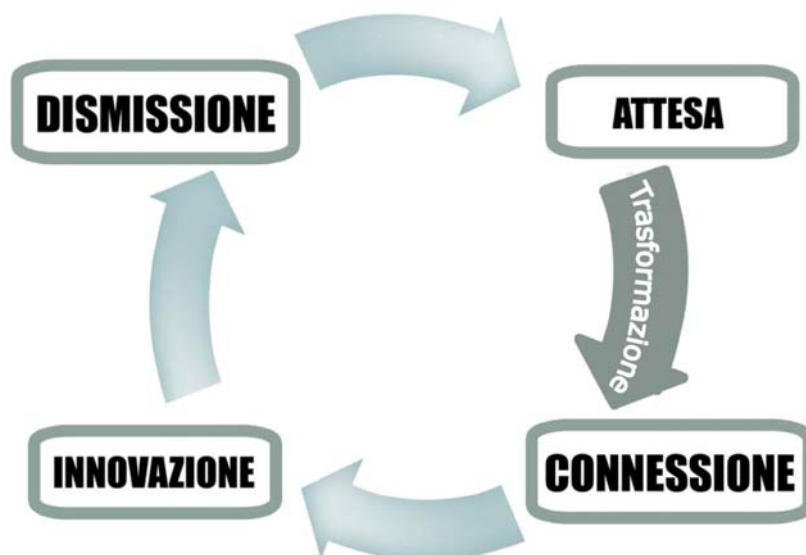 DISMISSIONE
ATTESA
Trasformazione
CONNESSIONE
INNOVAZIONE